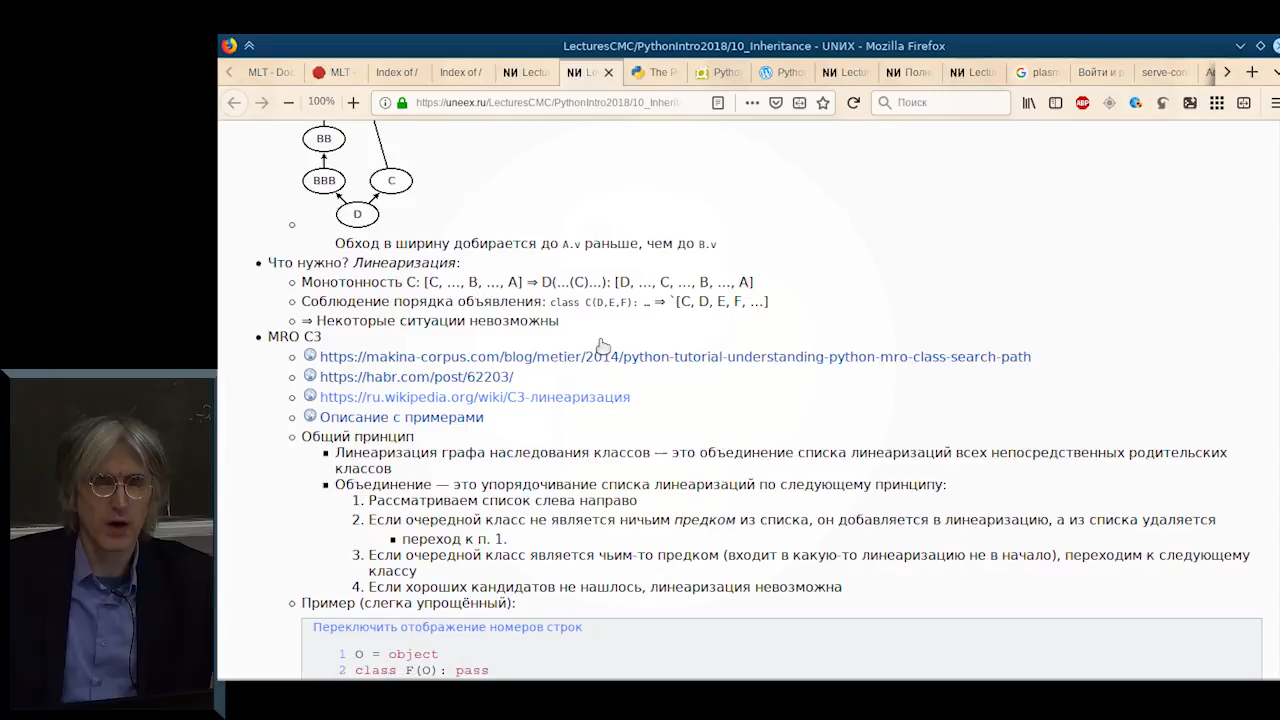 LecturesCMC/PythonIntro2018/10_Inheritance - UNИX - Mozilla Firefox
MLT - Doc MLT - Index of / Index of / Lectu Le The P Pytho Pytho Lectu Полн Lectu plasm Войти и р serve-con
100% https://uneex.ru/LecturesCMC/PythonIntro2018/10_Inherit Поиск
BB
BBB C
D
Обход в ширину добирается до A.v раньше, чем до B.v
Что нужно? Линеаризация:
Монотонность C: [C, …, B, …, A] ⇒ D(…(C)…): [D, …, C, …, B, …, A]
Соблюдение порядка объявления: class C(D,E,F): … ⇒ `[C, D, E, F, …]
⇒ Некоторые ситуации невозможны
MRO C3
https://makina-corpus.com/blog/metier/2014/python-tutorial-understanding-python-mro-class-search-path
https://habr.com/post/62203/
https://ru.wikipedia.org/wiki/C3-линеаризация
Описание с примерами
Общий принцип
Линеаризация графа наследования классов — это объединение списка линеаризаций всех непосредственных родительских
классов
Объединение — это упорядочивание списка линеаризаций по следующему принципу:
1. Рассматриваем список слева направо
2. Если очередной класс не является ничьим предком из списка, он добавляется в линеаризацию, а из списка удаляется
переход к п. 1.
3. Если очередной класс является чьим-то предком (входит в какую-то линеаризацию не в начало), переходим к следующему
классу
4. Если хороших кандидатов не нашлось, линеаризация невозможна
Пример (слегка упрощённый):
Переключить отображение номеров строк
1 O = object
2 class F(O): pass